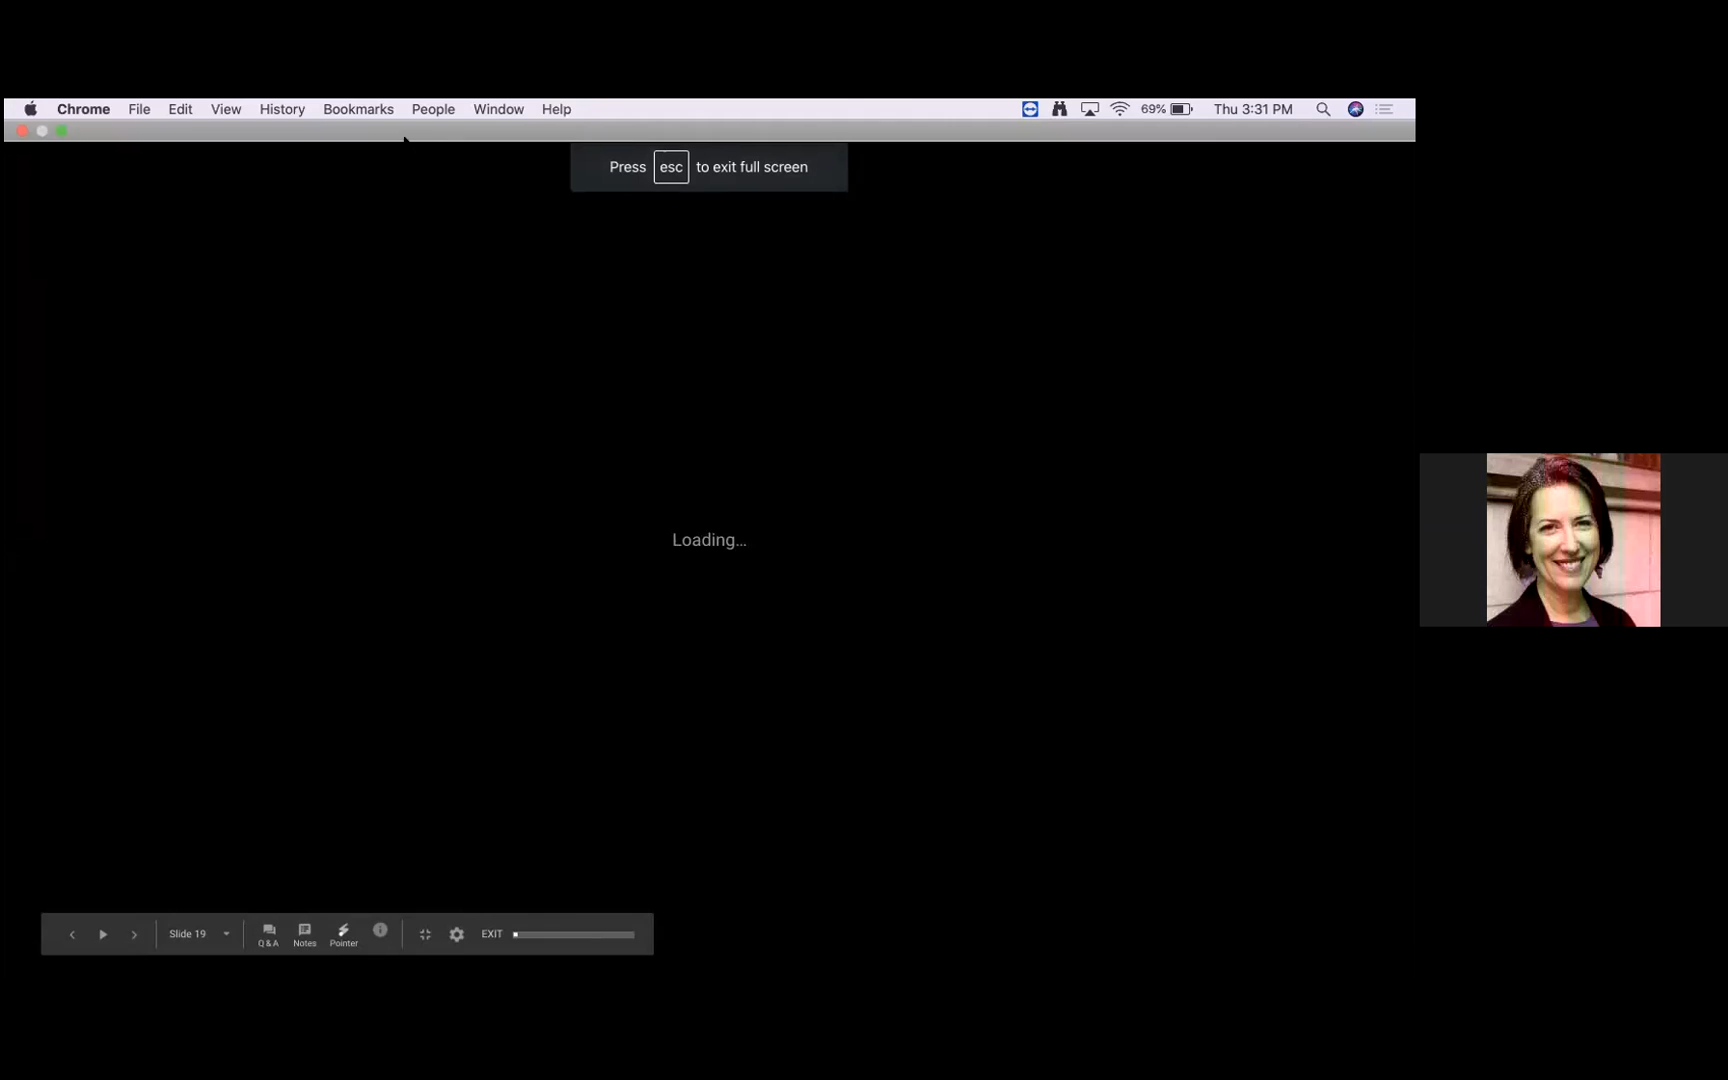 Chrome File Edit View History Bookmarks People Window Help 69% Thu 3:31 PM
Press esc to exit full screen
Loading...
Slide 19 Q & A Notes Pointer EXIT